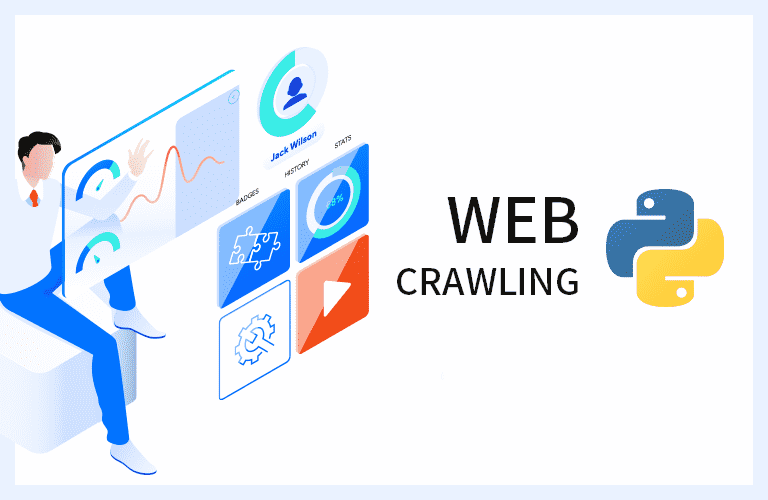 Jack Wilson
BADGES
HISTORY
STATS
WEB
CRAWLING